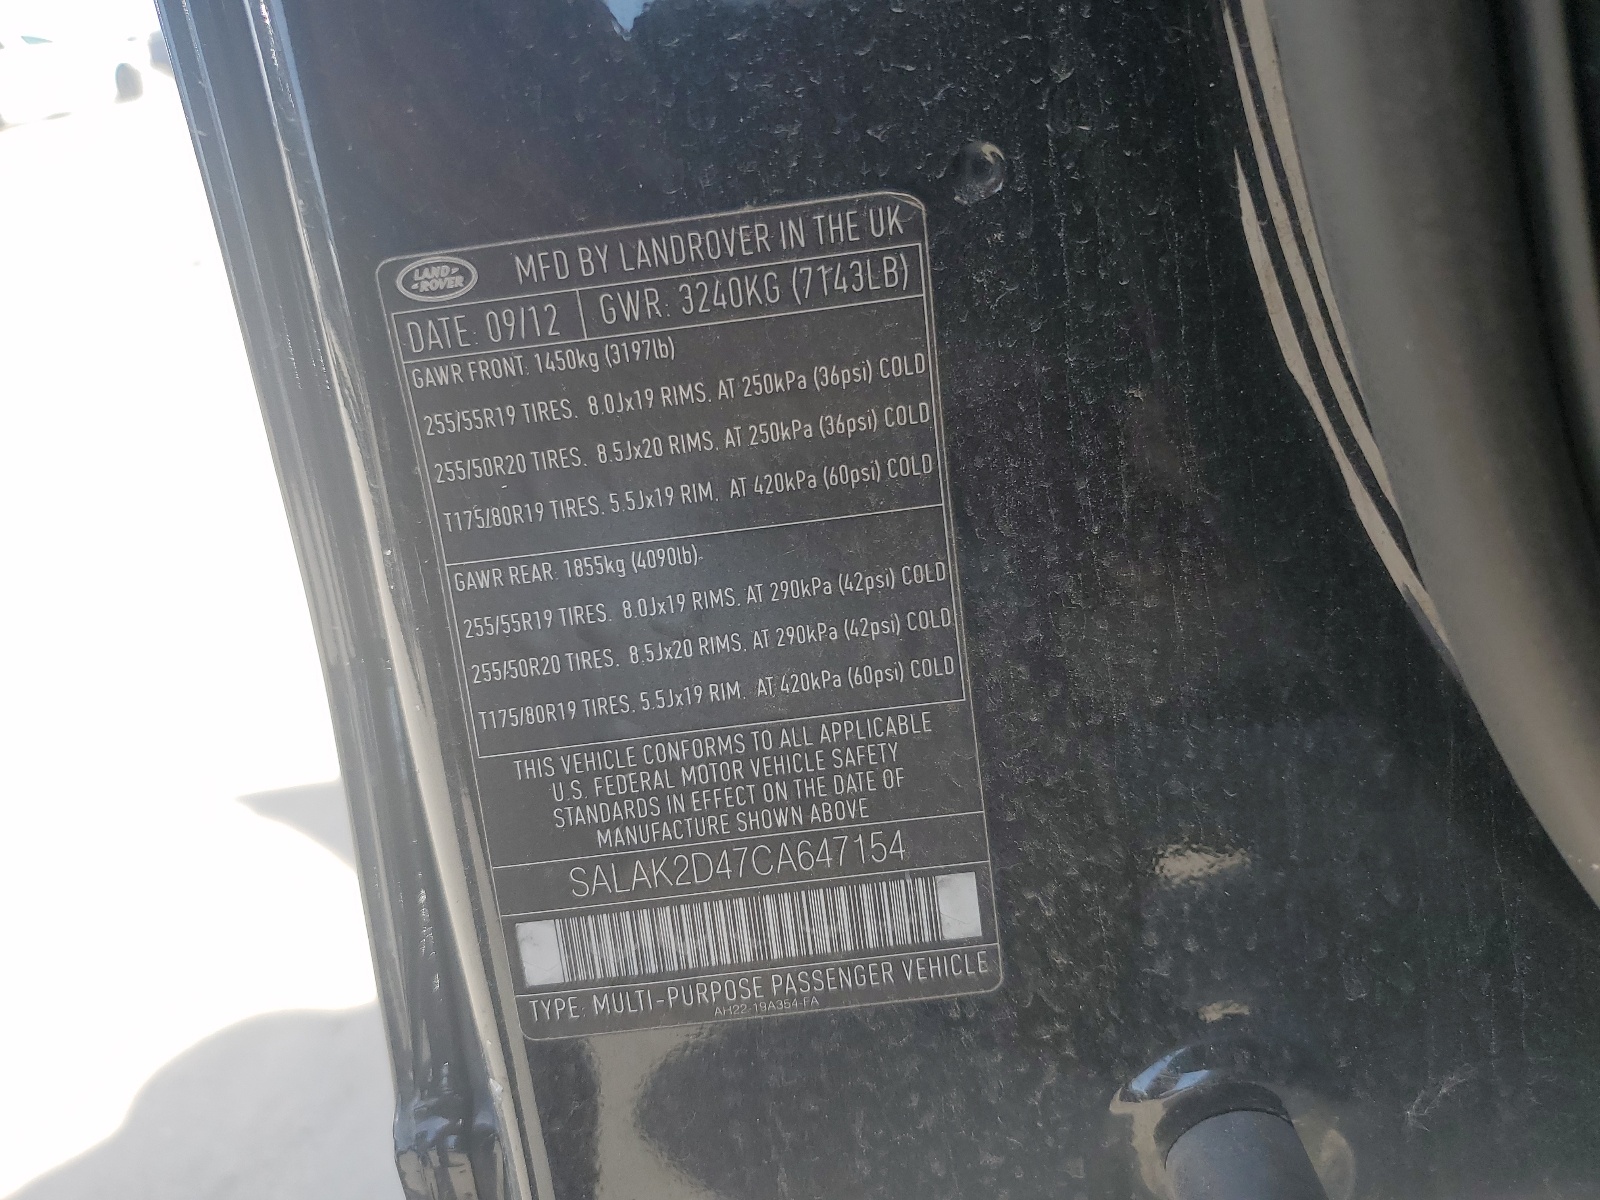 LAND-
-ROVER
MFD BY LANDROVER IN THE UK
DATE: 09/12 GWR: 3240KG (7143LB)
GAWR FRONT: 1450kg (3197lb)
255/55R19 TIRES. 8.0Jx19 RIMS. AT 250kPa (36psi) COLD
255/50R20 TIRES. 8.5Jx20 RIMS. AT 250kPa (36psi) COLD
T175/80R19 TIRES. 5.5Jx19 RIM. AT 420kPa (60psi) COLD
GAWR REAR: 1855kg (4090lb).
255/55R19 TIRES. 8.0Jx19 RIMS. AT 290kPa (42psi) COLD
255/50R20 TIRES. 8.5Jx20 RIMS. AT 290kPa (42psi) COLD
T175/80R19 TIRES. 5.5Jx19 RIM. AT 420kPa (60psi) COLD
THIS VEHICLE CONFORMS TO ALL APPLICABLE
U.S. FEDERAL MOTOR VEHICLE SAFETY
STANDARDS IN EFFECT ON THE DATE OF
MANUFACTURE SHOWN ABOVE
SALAK2D47CA647154
TYPE: MULTI-PURPOSE PASSENGER VEHICLE
AH22-19A354-FA